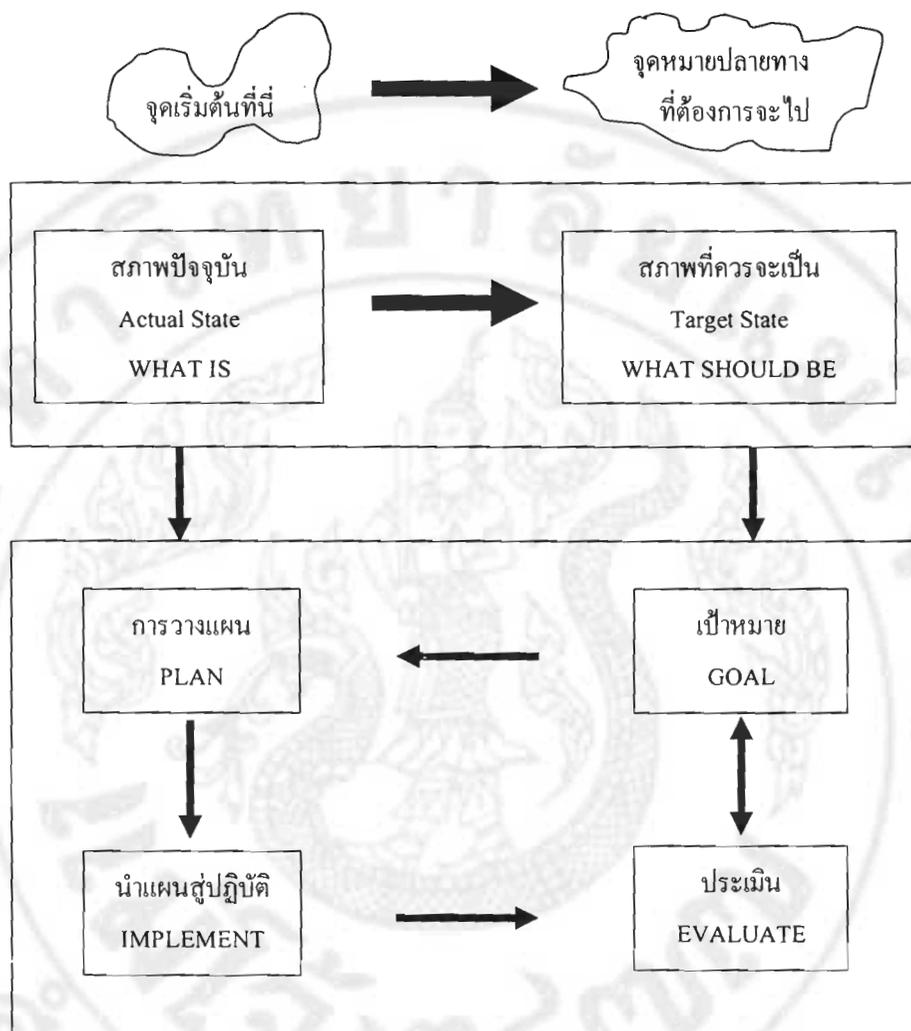 จุดเริ่มต้นที่นี่
จุดหมายปลายทาง
ที่ต้องการจะไป
สภาพปัจจุบัน
Actual State
WHAT IS
สภาพที่ควรจะเป็น
Target State
WHAT SHOULD BE
การวางแผน
PLAN
เป้าหมาย
GOAL
นำแผนสู่ปฏิบัติ
IMPLEMENT
ประเมิน
EVALUATE